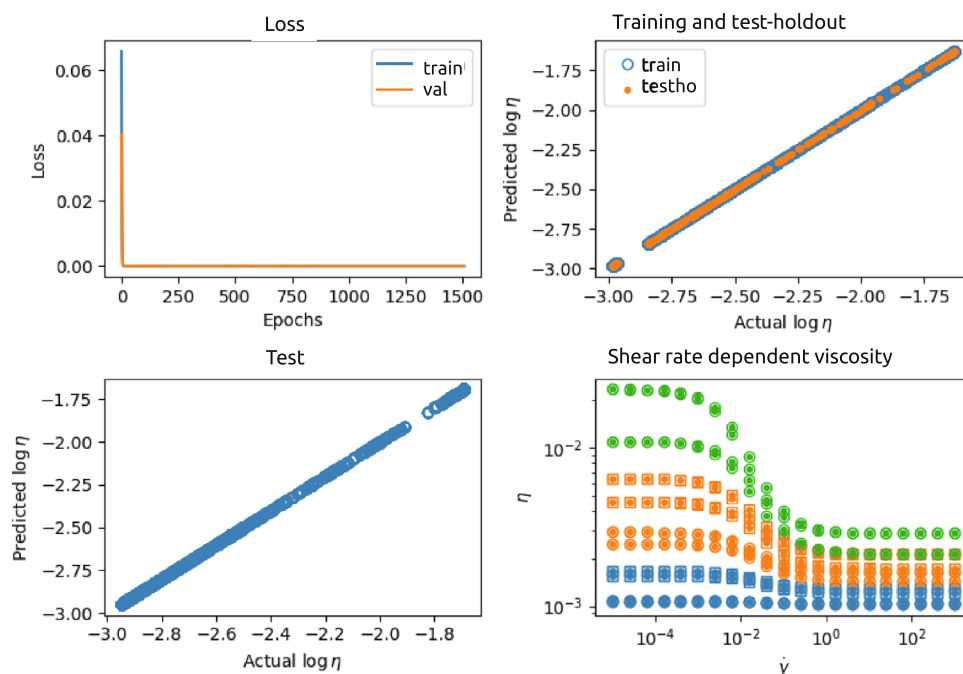 Loss
0.06
0.04
0.02
0.00
Loss
train
val
0 250 500 750 1000 1250 1500
Epochs
Training and test-holdout
−1.75
−2.00
−2.25
−2.50
−2.75
−3.00
Predicted log η
train
testho
−3.00 −2.75 −2.50 −2.25 −2.00 −1.75
Actual log η
Test
−1.75
−2.00
−2.25
−2.50
−2.75
−3.00
Predicted log η
−3.0 −2.8 −2.6 −2.4 −2.2 −2.0 −1.8
Actual log η
Shear rate dependent viscosity
10⁻²
10⁻³
η
10⁻⁴ 10⁻² 10⁰ 10²
γ̇